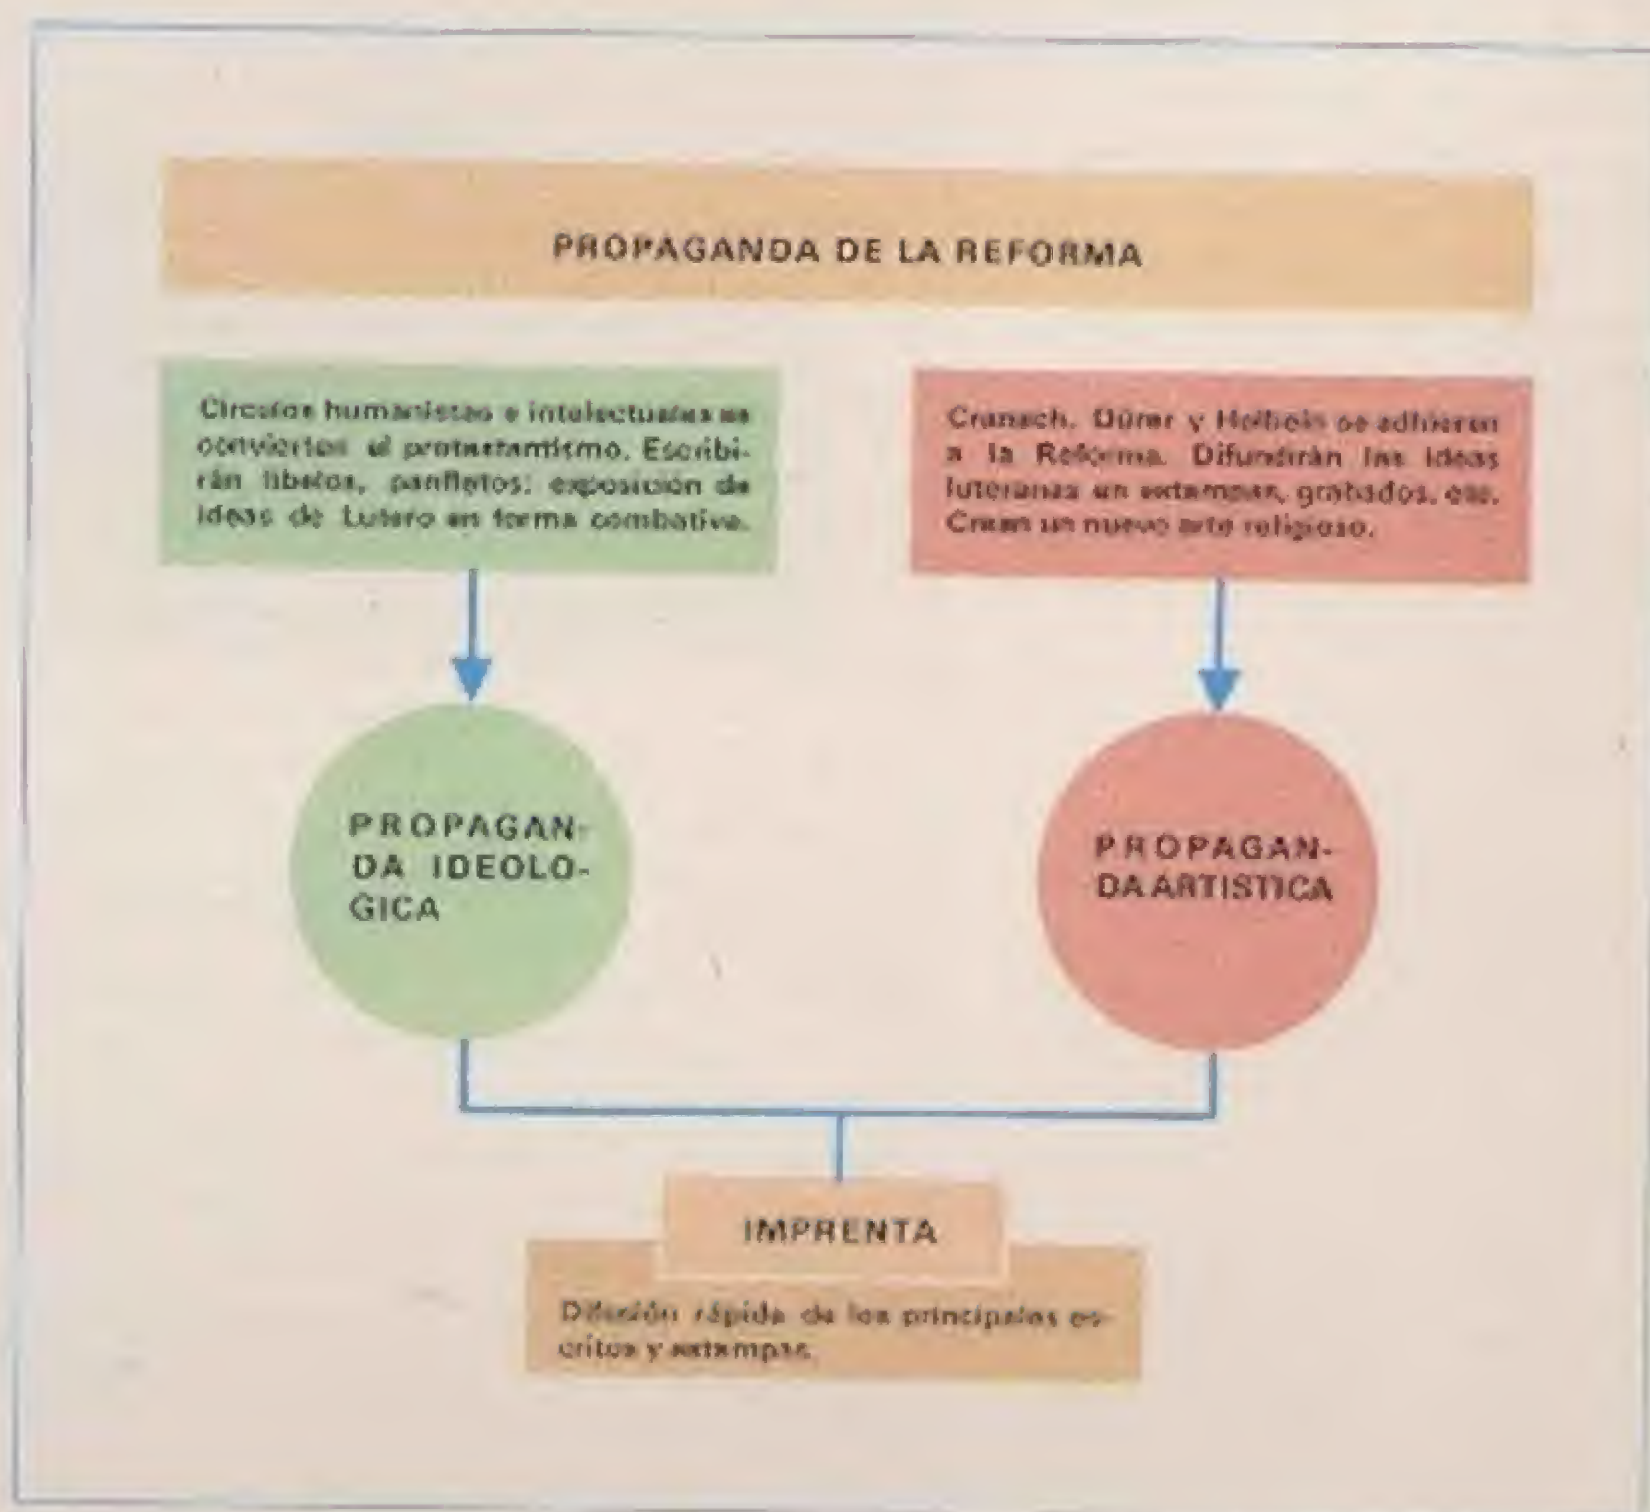 PROPAGANDA DE LA REFORMA
Círculos humanistas e intelectuales se
convierten al protestantismo. Escribi-
rán libelos, panfletos: exposición de
ideas de Lutero en forma combativa.
Cranach, Dürer y Holbein se adhieren
a la Reforma. Difundirán las ideas
luteranas en estampas, grabados, etc.
Crean un nuevo arte religioso.
PROPAGAN-
DA IDEOLO-
GICA
PROPAGAN-
DA ARTISTICA
IMPRENTA
Difusión rápida de los principales es-
critos y estampas.